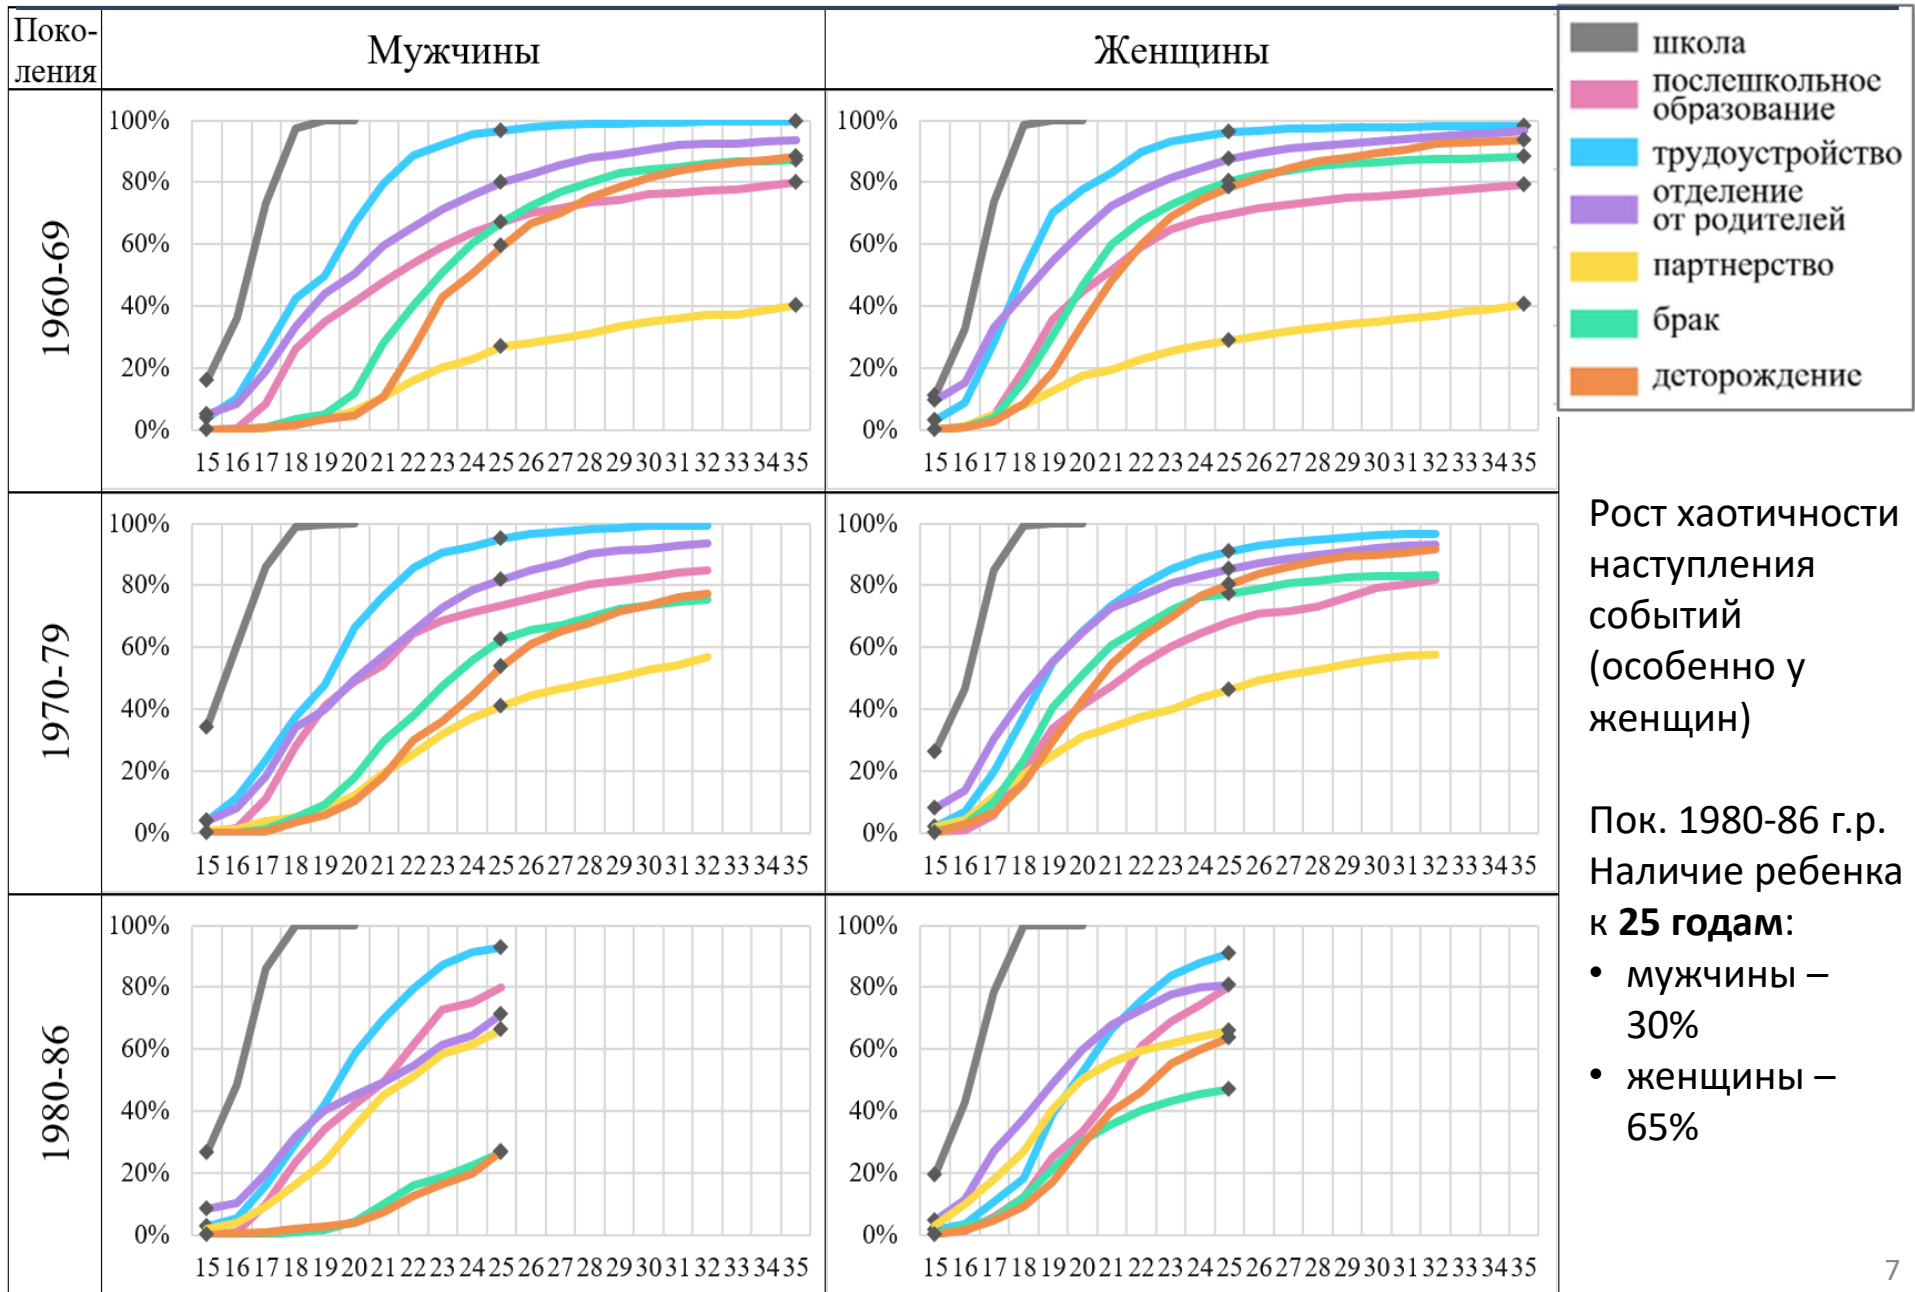 Поко-
ления
Мужчины
Женщины
школа
послешкольное
образование
трудоустройство
отделение
от родителей
партнерство
брак
деторождение
1960-69
100%
80%
60%
40%
20%
0%
15 16 17 18 19 20 21 22 23 24 25 26 27 28 29 30 31 32 33 34 35
100%
80%
60%
40%
20%
0%
15 16 17 18 19 20 21 22 23 24 25 26 27 28 29 30 31 32 33 34 35
1970-79
100%
80%
60%
40%
20%
0%
15 16 17 18 19 20 21 22 23 24 25 26 27 28 29 30 31 32 33 34 35
100%
80%
60%
40%
20%
0%
15 16 17 18 19 20 21 22 23 24 25 26 27 28 29 30 31 32 33 34 35
1980-86
100%
80%
60%
40%
20%
0%
15 16 17 18 19 20 21 22 23 24 25 26 27 28 29 30 31 32 33 34 35
100%
80%
60%
40%
20%
0%
15 16 17 18 19 20 21 22 23 24 25 26 27 28 29 30 31 32 33 34 35
Рост хаотичности
наступления
событий
(особенно у
женщин)
Пок. 1980-86 г.р.
Наличие ребенка
к 25 годам:
• мужчины –
30%
• женщины –
65%
7